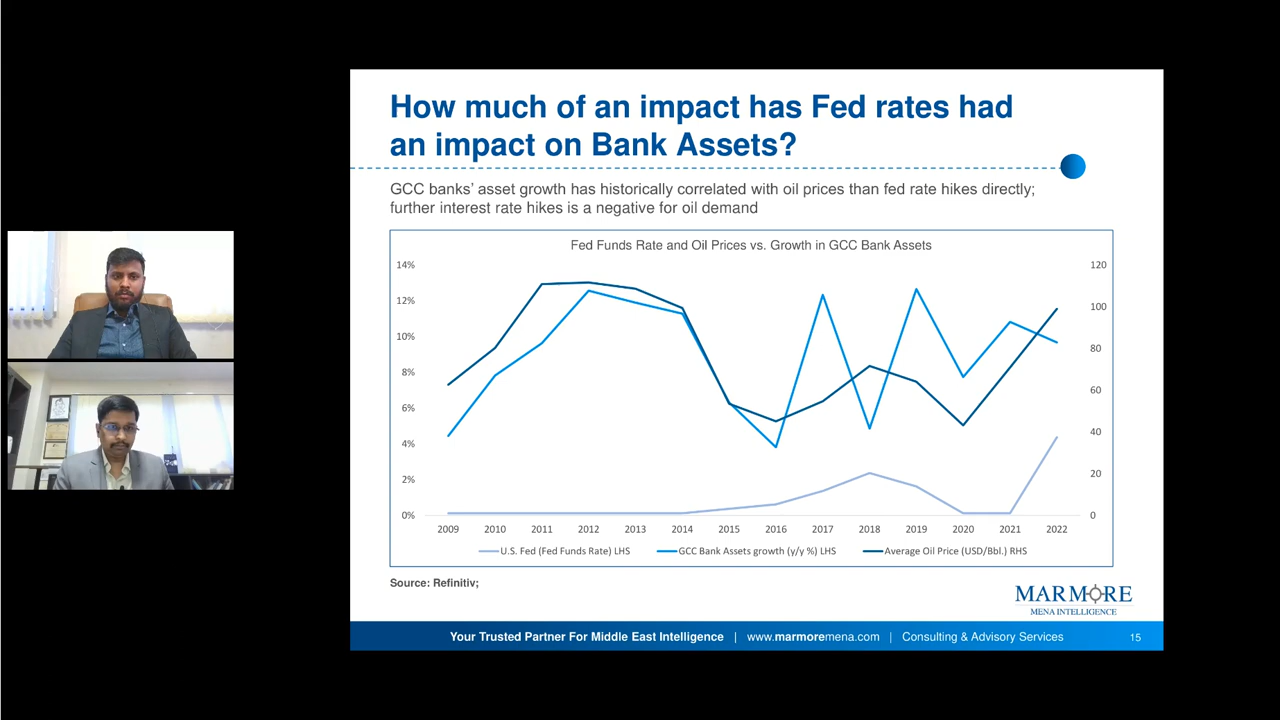 How much of an impact has Fed rates had
an impact on Bank Assets?
GCC banks' asset growth has historically correlated with oil prices than fed rate hikes directly;
further interest rate hikes is a negative for oil demand
Fed Funds Rate and Oil Prices vs. Growth in GCC Bank Assets
14%
12%
10%
8%
6%
4%
2%
0%
120
100
80
60
40
20
0
2009 2010 2011 2012 2013 2014 2015 2016 2017 2018 2019 2020 2021 2022
U.S. Fed (Fed Funds Rate) LHS GCC Bank Assets growth (y/y %) LHS Average Oil Price (USD/Bbl.) RHS
Source: Refinitiv;
MARMORE
MENA INTELLIGENCE
Your Trusted Partner For Middle East Intelligence | www.marmoremena.com | Consulting & Advisory Services 15